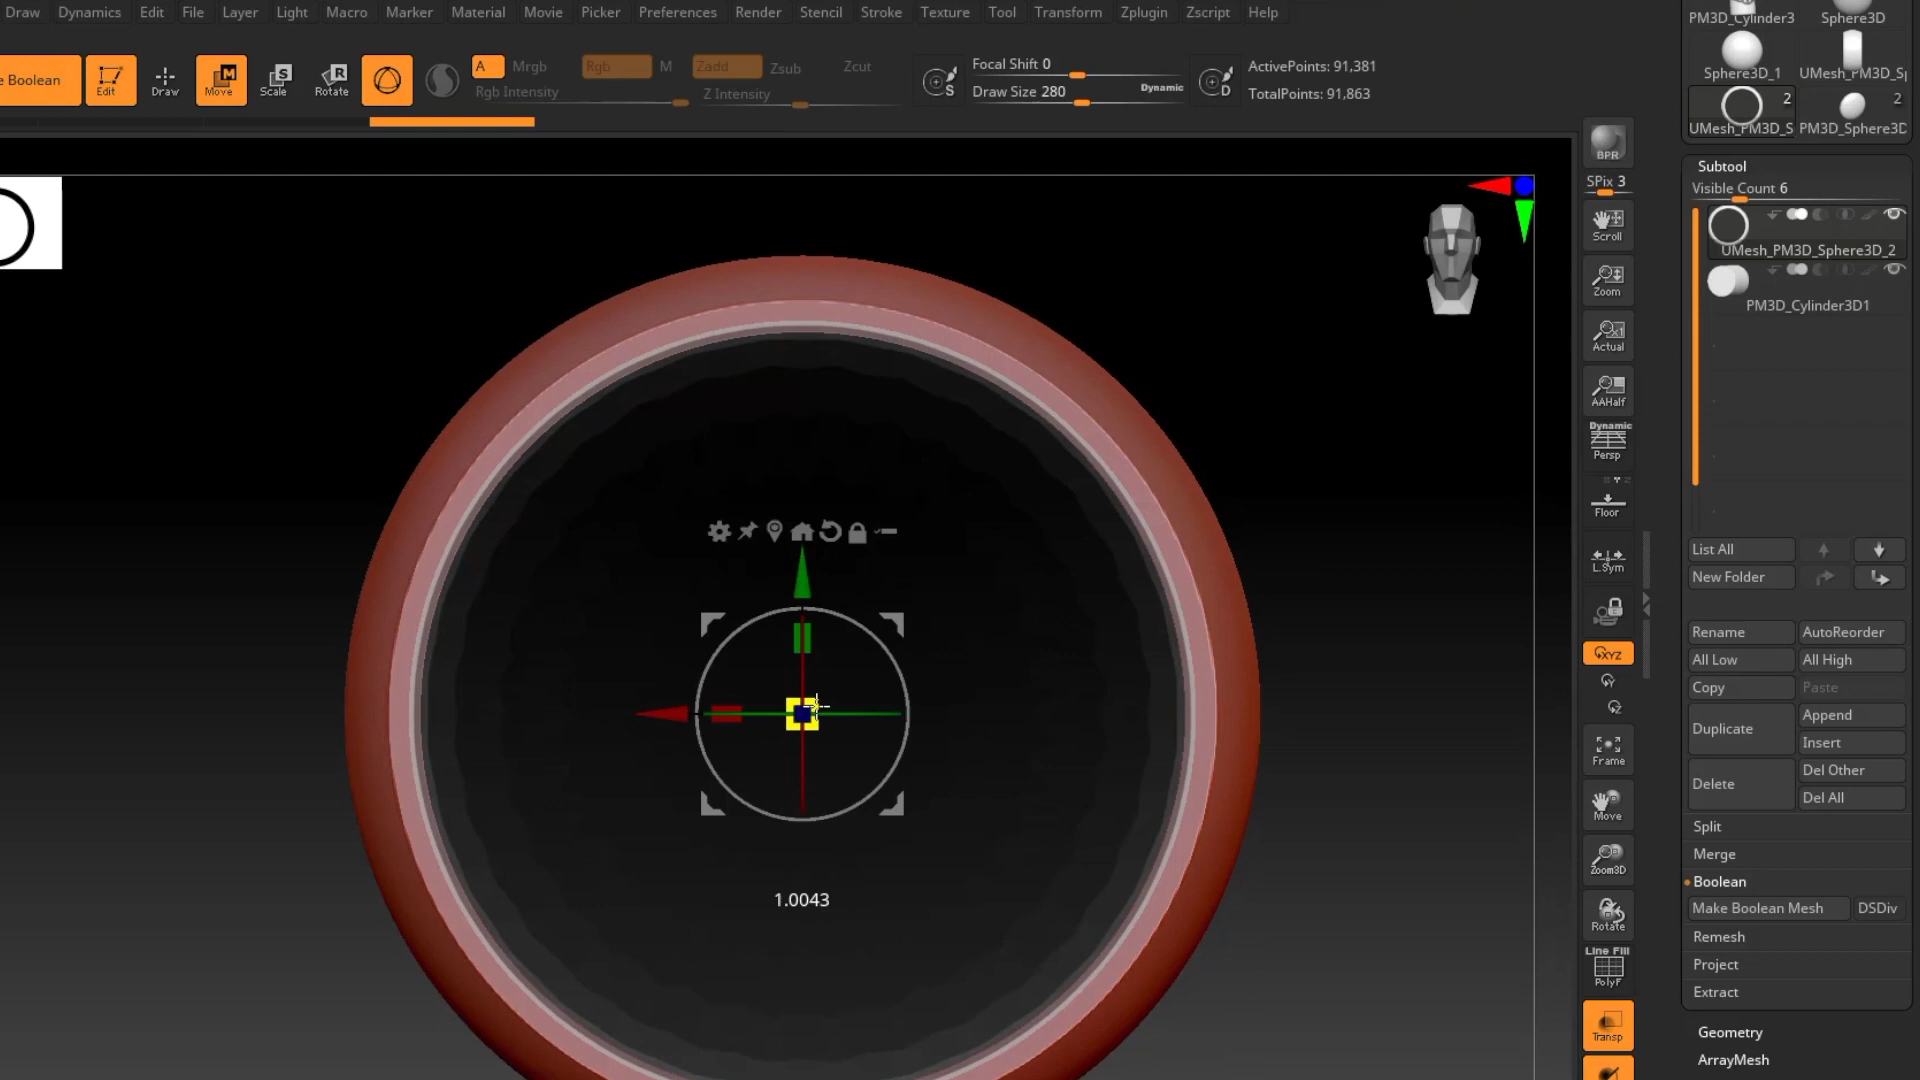 Draw Dynamics Edit File Layer Light Macro Marker Material Movie Picker Preferences Render Stencil Stroke Texture Tool Transform Zplugin Zscript Help
e Boolean
Edit
Draw
Move
Scale
Rotate
A
Mrgb
Rgb
M
Zadd
Zsub
Zcut
Rgb Intensity
Z Intensity
S
Focal Shift 0
Draw Size 280
Dynamic
D
ActivePoints: 91,381
TotalPoints: 91,863
PM3D_Cylinder3
Sphere3D
Sphere3D_1
UMesh_PM3D_S
2
2
UMesh_PM3D_S
PM3D_Sphere3D
Subtool
Visible Count 6
UMesh_PM3D_Sphere3D_2
PM3D_Cylinder3D1
List All
New Folder
Rename
AutoReorder
All Low
All High
Copy
Paste
Duplicate
Append
Insert
Delete
Del Other
Del All
Split
Merge
Boolean
Make Boolean Mesh
DSDiv
Remesh
Project
Extract
Geometry
ArrayMesh
BPR
SPix 3
Scroll
Zoom
Actual
AAHalf
Dynamic
Persp
Floor
L.Sym
XYZ
Y
Z
Frame
Move
Zoom3D
Rotate
Line Fill
PolyF
Transp
1.0043